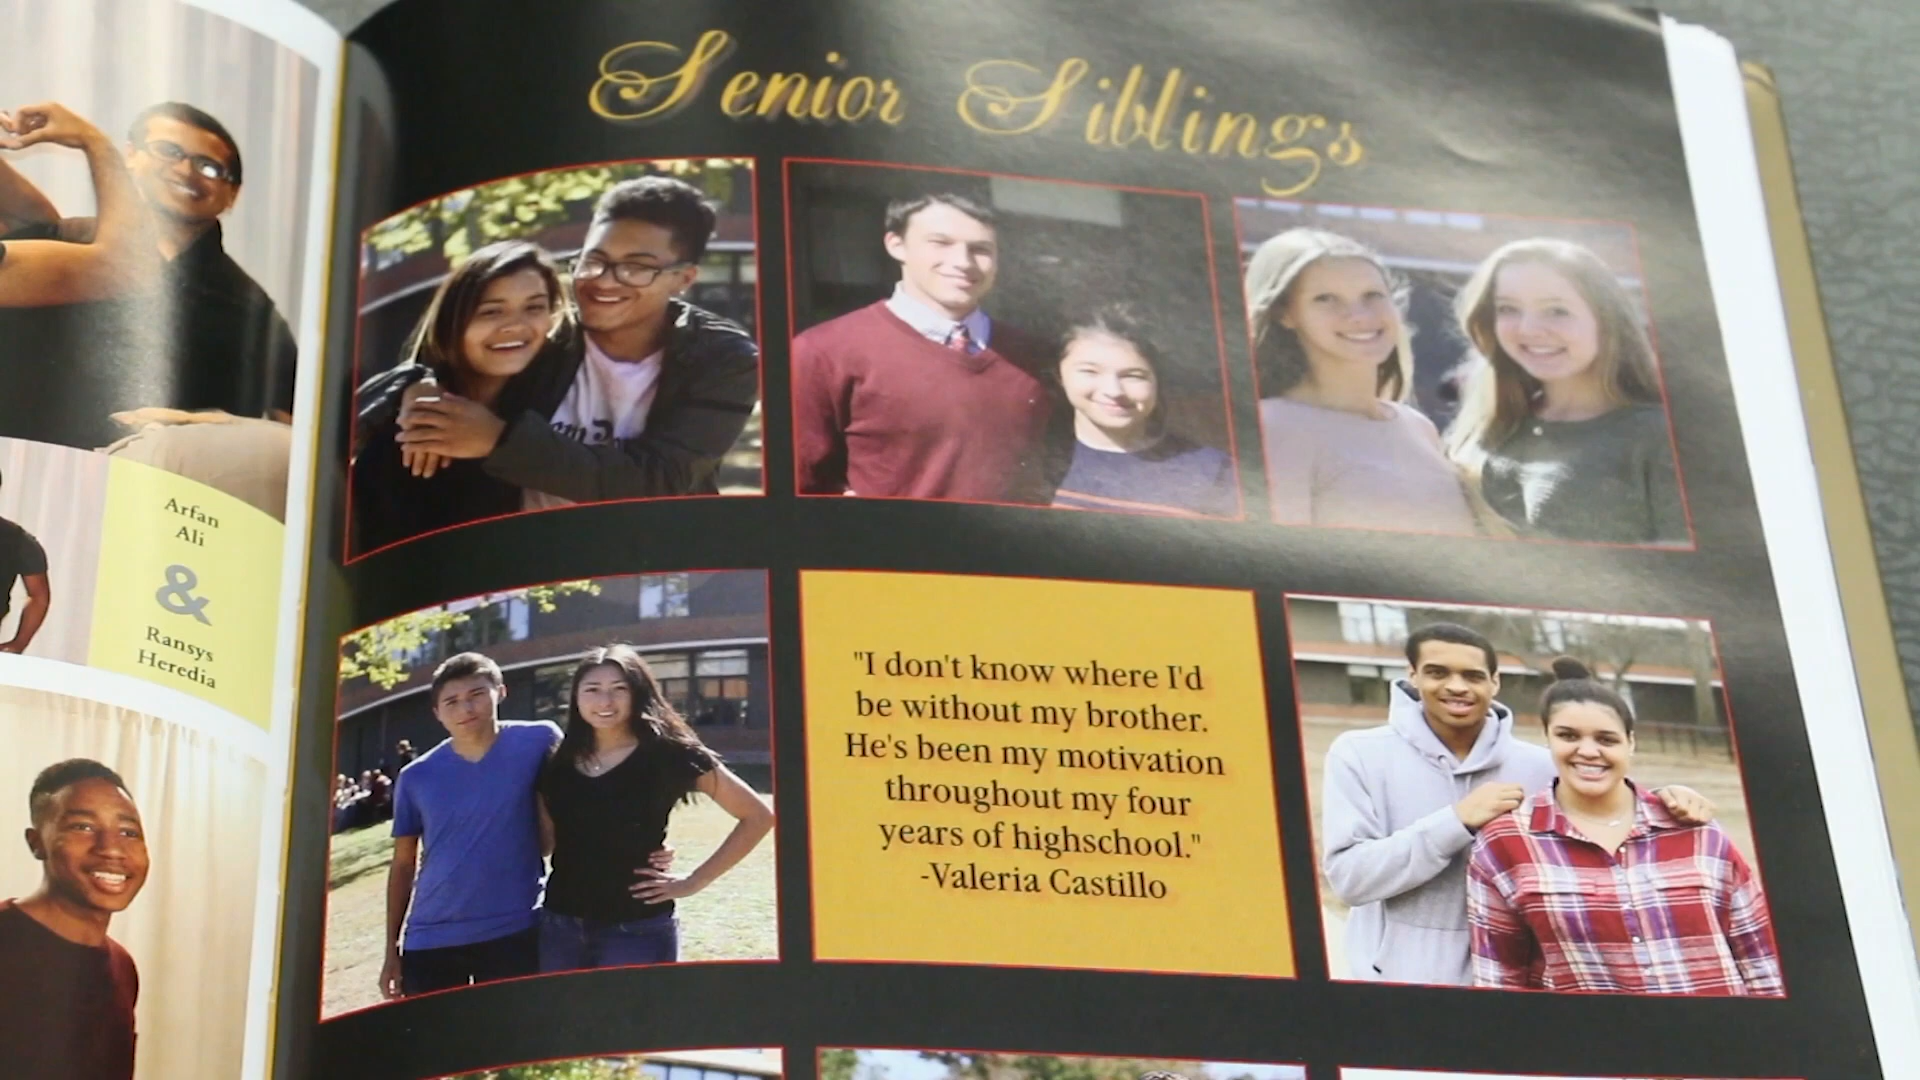 Senior Siblings
Arfan
Ali
&
Ransys
Heredia
"I don't know where I'd
be without my brother.
He's been my motivation
throughout my four
years of highschool."
-Valeria Castillo